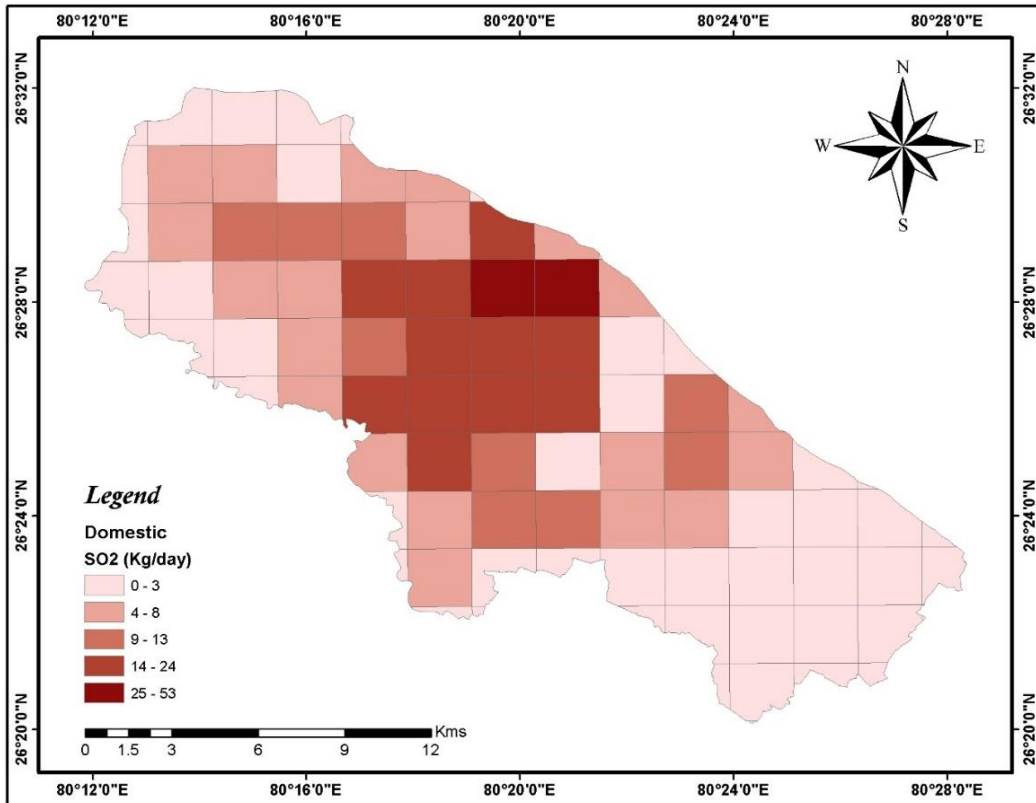 80°12'0"E 80°16'0"E 80°20'0"E 80°24'0"E 80°28'0"E
26°32'0"N 26°32'0"N
N
W E
S
26°28'0"N 26°28'0"N
26°24'0"N 26°24'0"N
Legend
Domestic
SO2 (Kg/day)
0 - 3
4 - 8
9 - 13
14 - 24
25 - 53
Kms
0 1.5 3 6 9 12
26°20'0"N 26°20'0"N
80°12'0"E 80°16'0"E 80°20'0"E 80°24'0"E 80°28'0"E